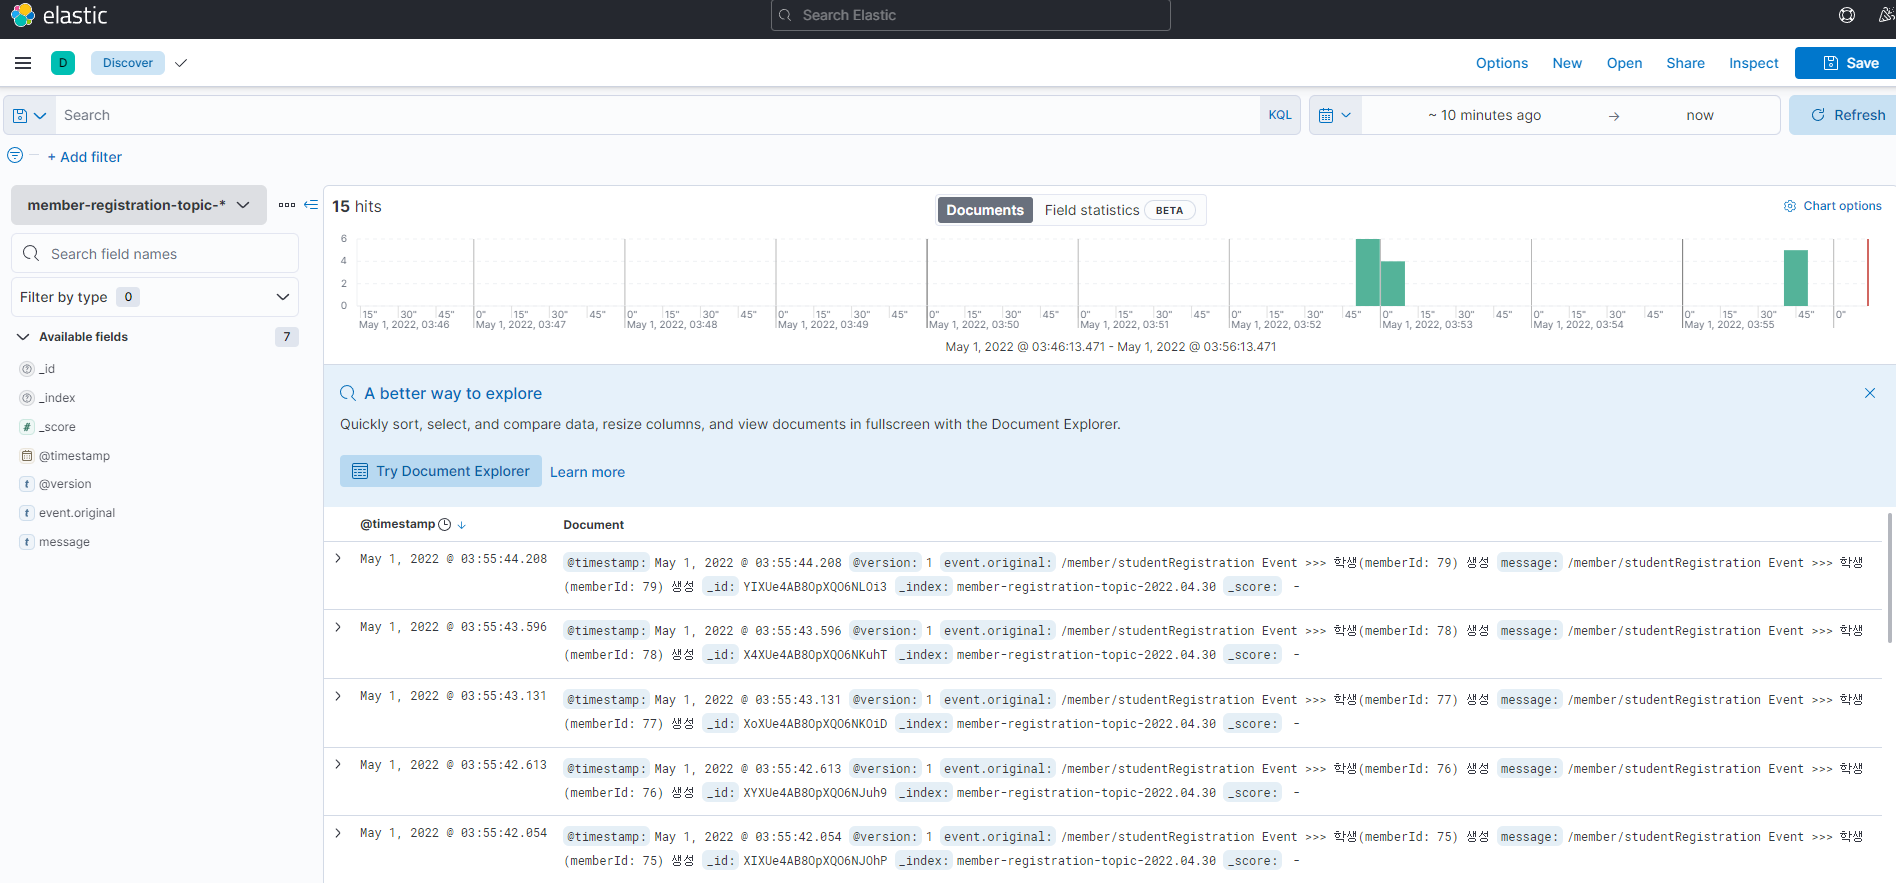 elastic
Search Elastic
D
Discover
Options New Open Share Inspect Save
Search
KQL
~ 10 minutes ago → now
Refresh
+ Add filter
member-registration-topic-*
Search field names
Filter by type 0
Available fields 7
_id
_index
# _score
@timestamp
t @version
t event.original
t message
15 hits
Documents Field statistics BETA
Chart options
6
4
2
0
15" 30" 45" 0" 15" 30" 45" 0" 15" 30" 45" 0" 15" 30" 45" 0" 15" 30" 45" 0" 15" 30" 45" 0" 15" 30" 45" 0" 15" 30" 45" 0" 15" 30" 45" 0" 15" 30" 45" 0"
May 1, 2022, 03:46 May 1, 2022, 03:47 May 1, 2022, 03:48 May 1, 2022, 03:49 May 1, 2022, 03:50 May 1, 2022, 03:51 May 1, 2022, 03:52 May 1, 2022, 03:53 May 1, 2022, 03:54 May 1, 2022, 03:55
May 1, 2022 @ 03:46:13.471 - May 1, 2022 @ 03:56:13.471
A better way to explore
Quickly sort, select, and compare data, resize columns, and view documents in fullscreen with the Document Explorer.
Try Document Explorer Learn more
@timestamp ↓ Document
May 1, 2022 @ 03:55:44.208 @timestamp: May 1, 2022 @ 03:55:44.208 @version: 1 event.original: /member/studentRegistration Event >>> 학생(memberId: 79) 생성 message: /member/studentRegistration Event >>> 학생
(memberId: 79) 생성 _id: YIXUe4AB8OpXQO6NLOi3 _index: member-registration-topic-2022.04.30 _score: -
May 1, 2022 @ 03:55:43.596 @timestamp: May 1, 2022 @ 03:55:43.596 @version: 1 event.original: /member/studentRegistration Event >>> 학생(memberId: 78) 생성 message: /member/studentRegistration Event >>> 학생
(memberId: 78) 생성 _id: X4XUe4AB8OpXQO6NKuhT _index: member-registration-topic-2022.04.30 _score: -
May 1, 2022 @ 03:55:43.131 @timestamp: May 1, 2022 @ 03:55:43.131 @version: 1 event.original: /member/studentRegistration Event >>> 학생(memberId: 77) 생성 message: /member/studentRegistration Event >>> 학생
(memberId: 77) 생성 _id: XoXUe4AB8OpXQO6NKOiD _index: member-registration-topic-2022.04.30 _score: -
May 1, 2022 @ 03:55:42.613 @timestamp: May 1, 2022 @ 03:55:42.613 @version: 1 event.original: /member/studentRegistration Event >>> 학생(memberId: 76) 생성 message: /member/studentRegistration Event >>> 학생
(memberId: 76) 생성 _id: XYXUe4AB8OpXQO6NJuh9 _index: member-registration-topic-2022.04.30 _score: -
May 1, 2022 @ 03:55:42.054 @timestamp: May 1, 2022 @ 03:55:42.054 @version: 1 event.original: /member/studentRegistration Event >>> 학생(memberId: 75) 생성 message: /member/studentRegistration Event >>> 학생
(memberId: 75) 생성 _id: XIXUe4AB8OpXQO6NJOhP _index: member-registration-topic-2022.04.30 _score: -